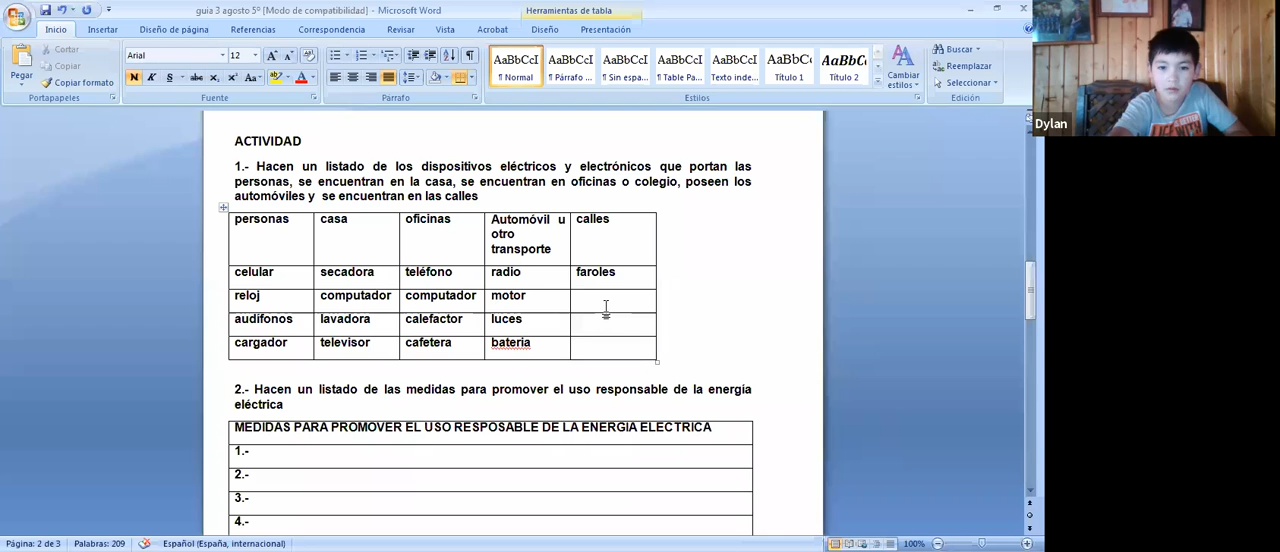 guia 3 agosto 5º [Modo de compatibilidad] - Microsoft Word
Herramientas de tabla
Inicio Insertar Diseño de página Referencias Correspondencia Revisar Vista Acrobat Diseño Presentación
Pegar
Cortar
Copiar
Copiar formato
Portapapeles
Arial 12
Fuente
Párrafo
AaBbCcI AaBbCcI AaBbCcI AaBbCcI AaBbCcI AaBbC AaBbC
¶ Normal ¶ Párrafo ... ¶ Sin espa... ¶ Table Pa... Texto inde... Título 1 Título 2
Cambiar estilos
Estilos
Buscar
Reemplazar
Seleccionar
Edición
Dylan
ACTIVIDAD
1.- Hacen un listado de los dispositivos eléctricos y electrónicos que portan las
personas, se encuentran en la casa, se encuentran en oficinas o colegio, poseen los
automóviles y se encuentran en las calles
personas casa oficinas Automóvil u otro transporte calles
celular secadora teléfono radio faroles
reloj computador computador motor
audífonos lavadora calefactor luces
cargador televisor cafetera bateria
2.- Hacen un listado de las medidas para promover el uso responsable de la energía
eléctrica
MEDIDAS PARA PROMOVER EL USO RESPOSABLE DE LA ENERGIA ELECTRICA
1.-
2.-
3.-
4.-
Página: 2 de 3 Palabras: 209 Español (España, internacional) 100%